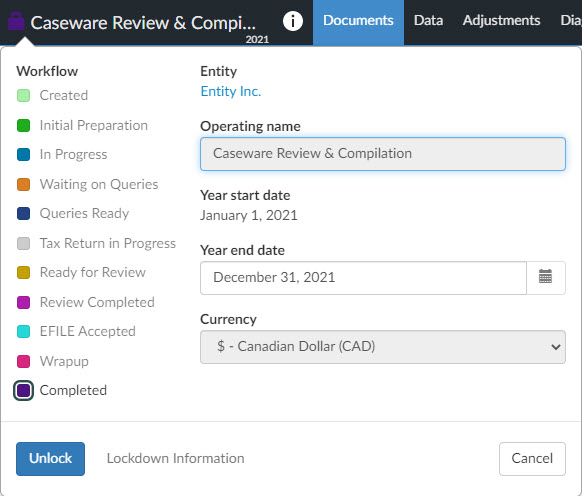 Caseware Review & Compi...
2021
i
Documents
Data
Adjustments
Dia
Workflow
Created
Initial Preparation
In Progress
Waiting on Queries
Queries Ready
Tax Return in Progress
Ready for Review
Review Completed
EFILE Accepted
Wrapup
Completed
Entity
Entity Inc.
Operating name
Caseware Review & Compilation
Year start date
January 1, 2021
Year end date
December 31, 2021
Currency
$ - Canadian Dollar (CAD)
Unlock
Lockdown Information
Cancel